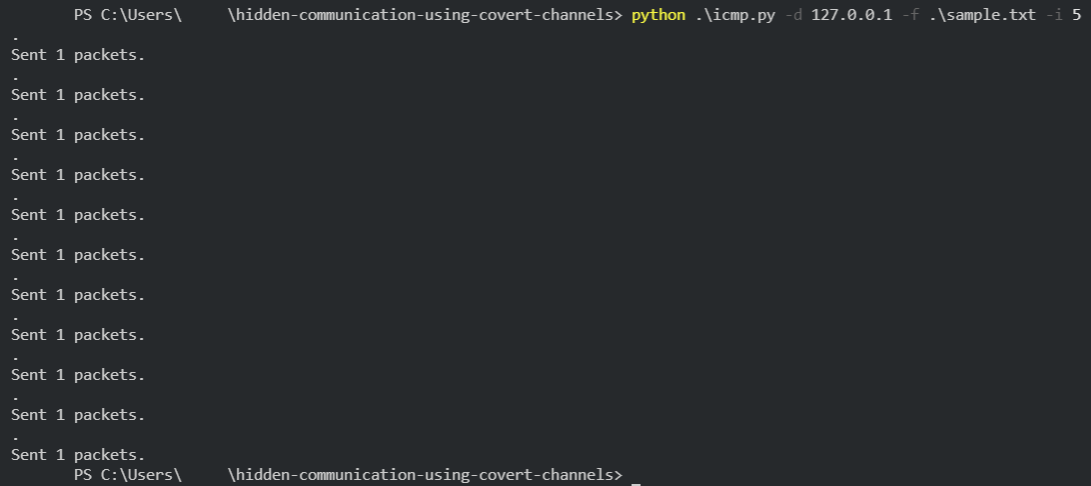 PS C:\Users\ \hidden-communication-using-covert-channels> python .\icmp.py -d 127.0.0.1 -f .\sample.txt -i 5
.
Sent 1 packets.
.
Sent 1 packets.
.
Sent 1 packets.
.
Sent 1 packets.
.
Sent 1 packets.
.
Sent 1 packets.
.
Sent 1 packets.
.
Sent 1 packets.
.
Sent 1 packets.
.
Sent 1 packets.
.
Sent 1 packets.
PS C:\Users\ \hidden-communication-using-covert-channels>